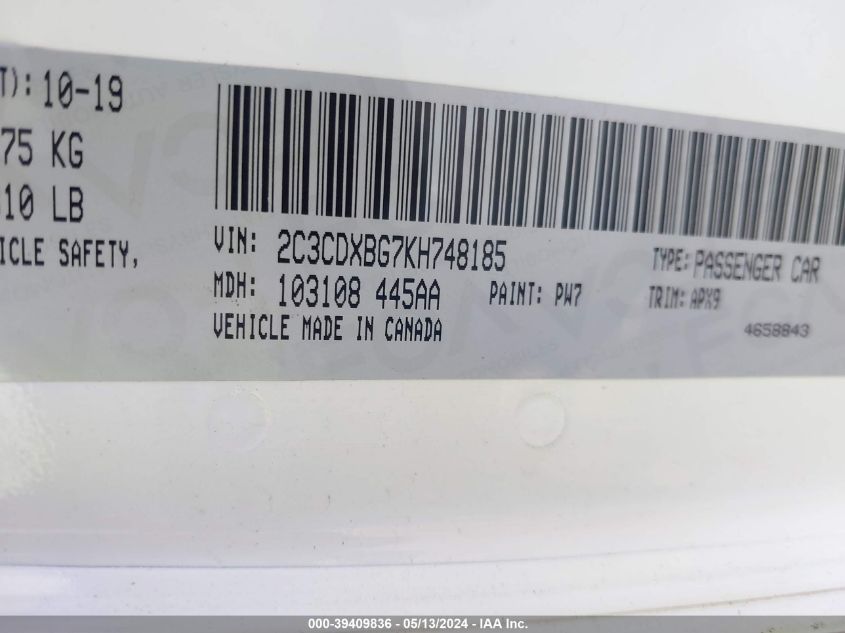 T): 10-19
75 KG
10 LB
ICLE SAFETY,
VIN: 2C3CDXBG7KH748185
TYPE: PASSENGER CAR
MDH: 103108 445AA
PAINT: PW7
TRIM: APX9
VEHICLE MADE IN CANADA
4658843
000-39409836 - 05/13/2024 - IAA Inc.